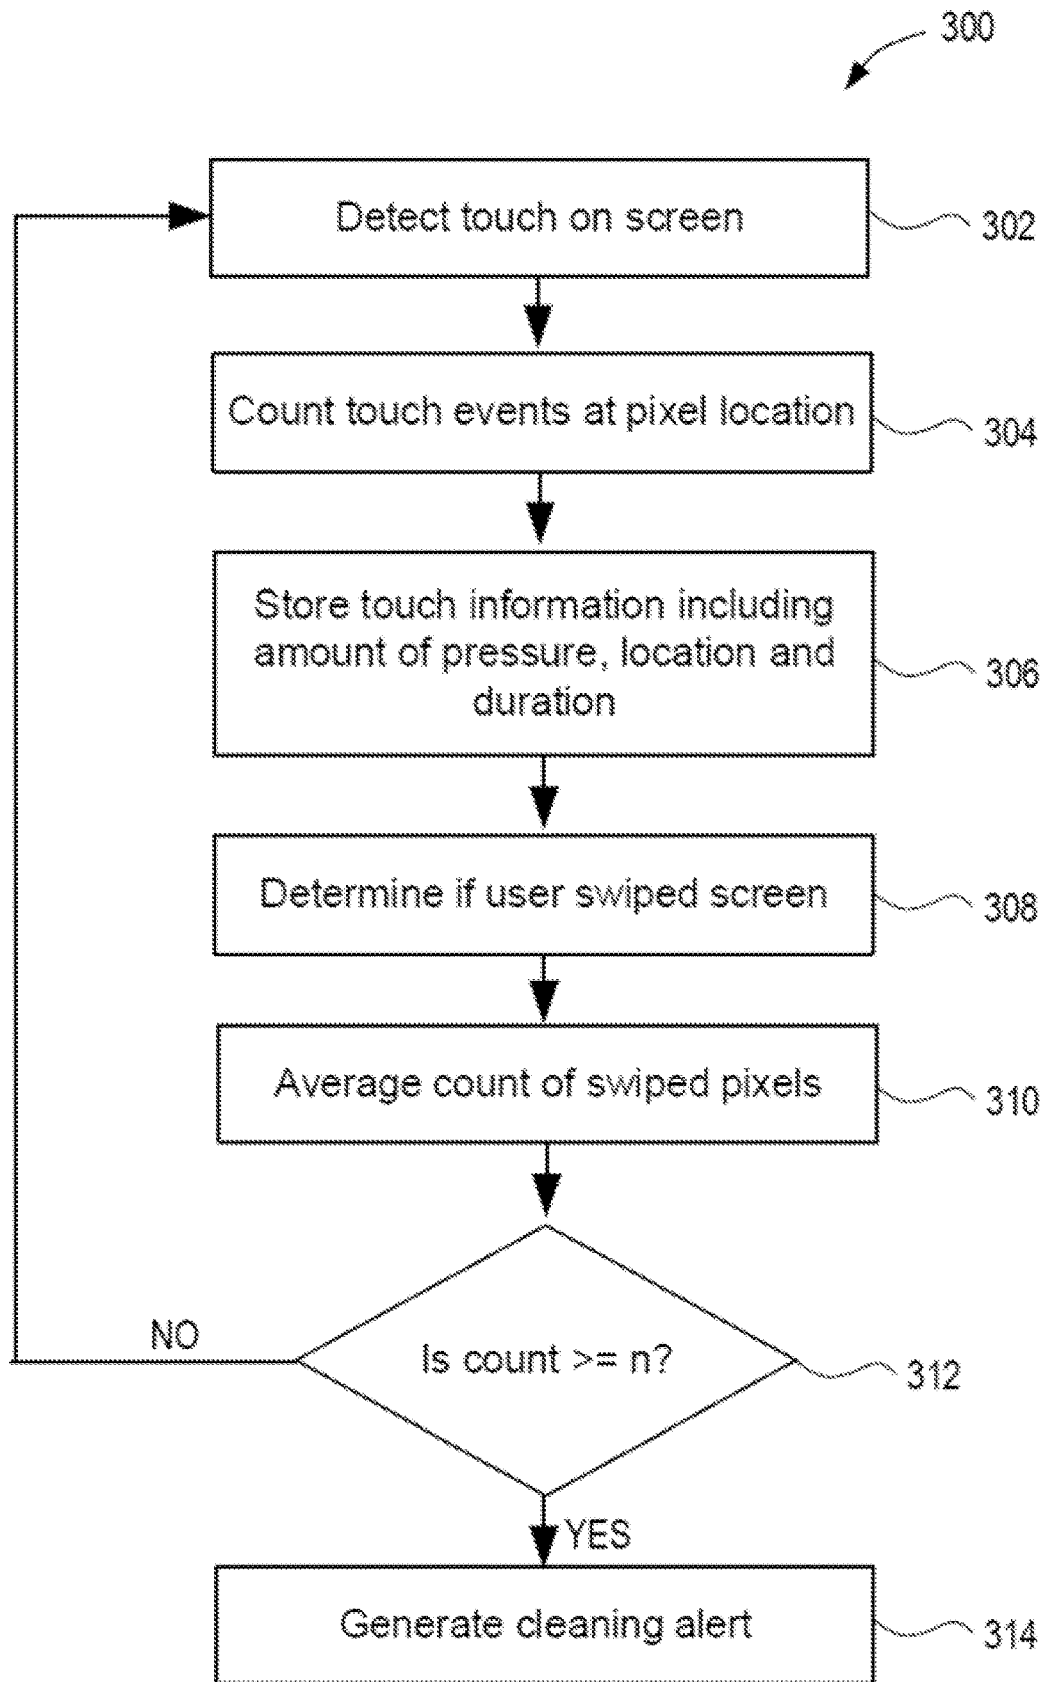 300
Detect touch on screen
302
Count touch events at pixel location
304
Store touch information including
amount of pressure, location and
duration
306
Determine if user swiped screen
308
Average count of swiped pixels
310
NO
Is count >= n?
312
YES
Generate cleaning alert
314